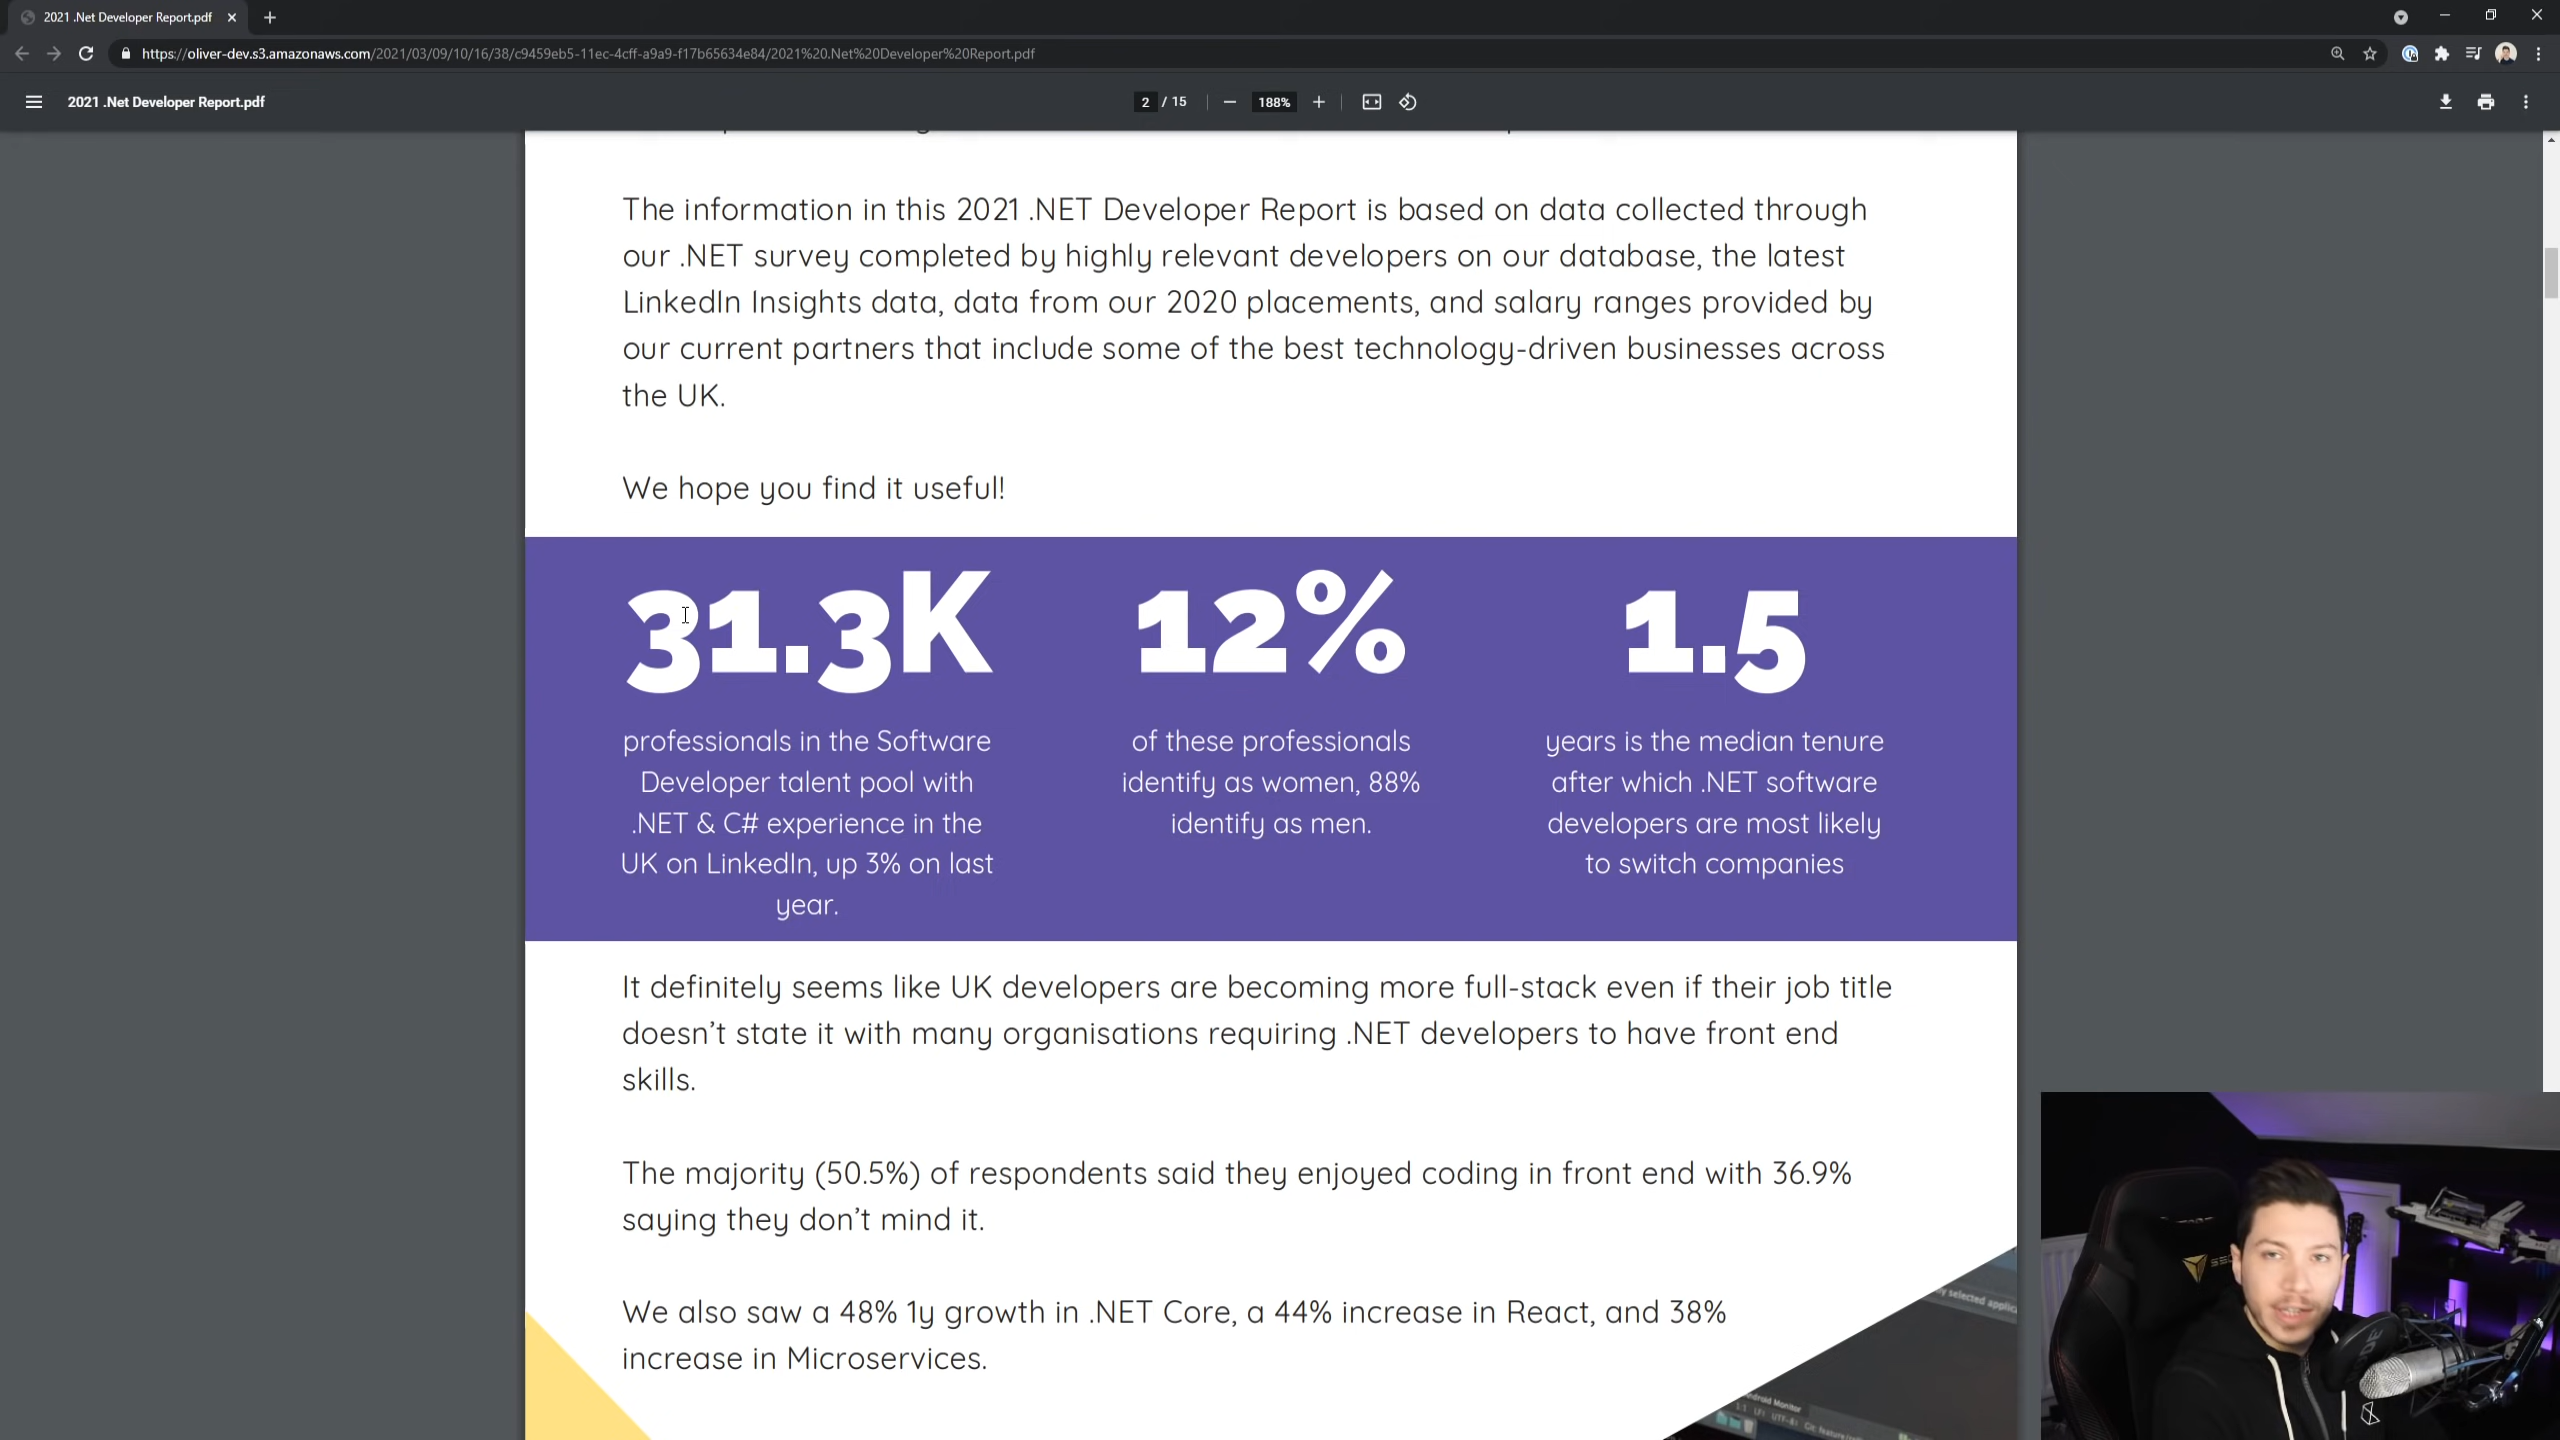 2021 .Net Developer Report.pdf
https://oliver-dev.s3.amazonaws.com/2021/03/09/10/16/38/c9459eb5-11ec-4cff-a9a9-f17b65634e84/2021%20.Net%20Developer%20Report.pdf
2021 .Net Developer Report.pdf
2 / 15
188%
The information in this 2021 .NET Developer Report is based on data collected through
our .NET survey completed by highly relevant developers on our database, the latest
LinkedIn Insights data, data from our 2020 placements, and salary ranges provided by
our current partners that include some of the best technology-driven businesses across
the UK.
We hope you find it useful!
31.3K
professionals in the Software
Developer talent pool with
.NET & C# experience in the
UK on LinkedIn, up 3% on last
year.
12%
of these professionals
identify as women, 88%
identify as men.
1.5
years is the median tenure
after which .NET software
developers are most likely
to switch companies
It definitely seems like UK developers are becoming more full-stack even if their job title
doesn’t state it with many organisations requiring .NET developers to have front end
skills.
The majority (50.5%) of respondents said they enjoyed coding in front end with 36.9%
saying they don’t mind it.
We also saw a 48% 1y growth in .NET Core, a 44% increase in React, and 38%
increase in Microservices.
selected
Android Monitor